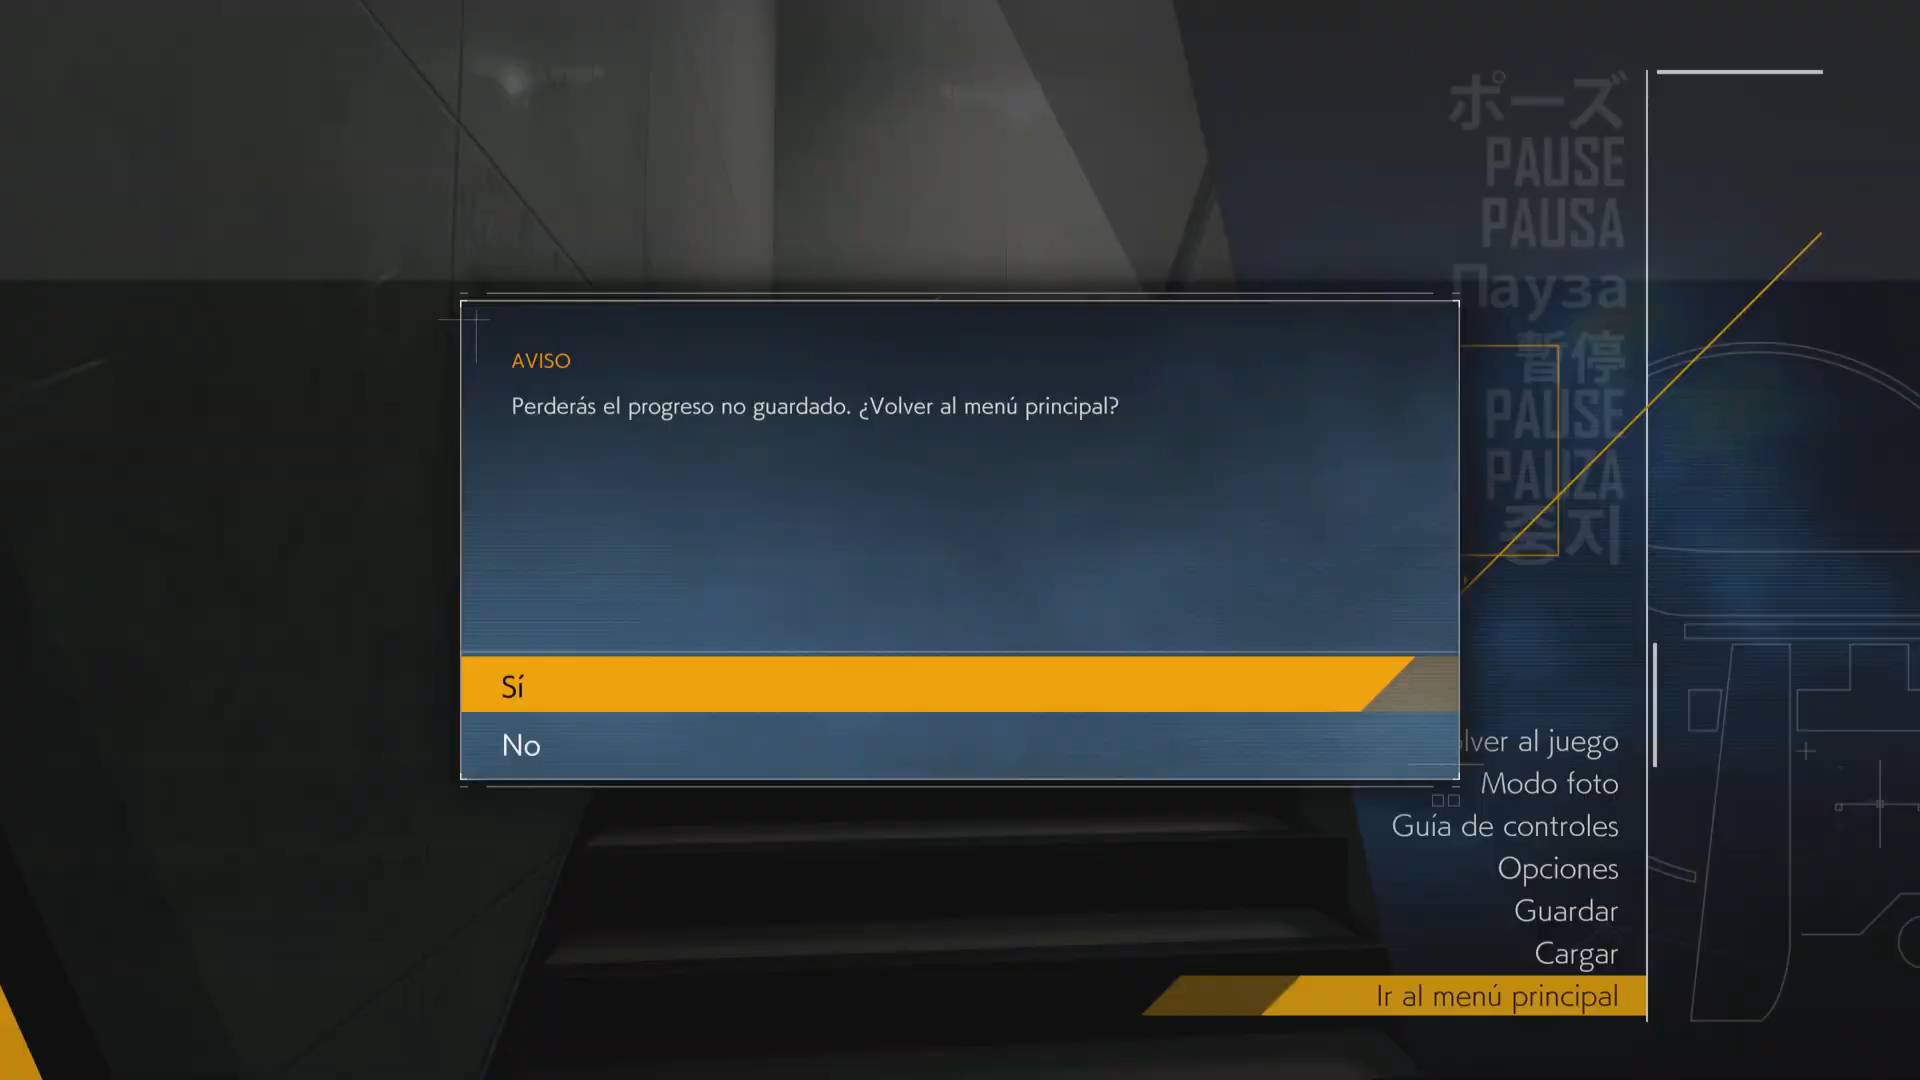 ポーズ
PAUSE
PAUSA
Пауза
暫停
PAUSE
PAUZA
중지
AVISO
Perderás el progreso no guardado. ¿Volver al menú principal?
Sí
No
lver al juego
Modo foto
Guía de controles
Opciones
Guardar
Cargar
Ir al menú principal